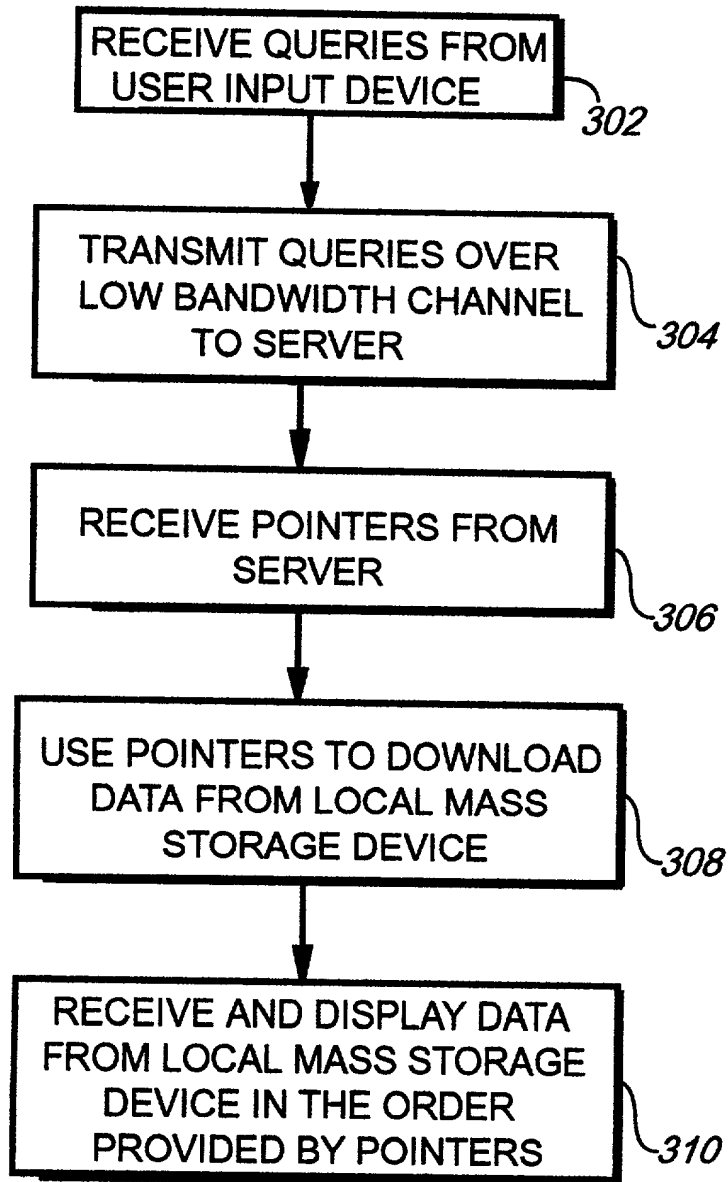 RECEIVE QUERIES FROM
USER INPUT DEVICE
302
TRANSMIT QUERIES OVER
LOW BANDWIDTH CHANNEL
TO SERVER
304
RECEIVE POINTERS FROM
SERVER
306
USE POINTERS TO DOWNLOAD
DATA FROM LOCAL MASS
STORAGE DEVICE
308
RECEIVE AND DISPLAY DATA
FROM LOCAL MASS STORAGE
DEVICE IN THE ORDER
PROVIDED BY POINTERS
310